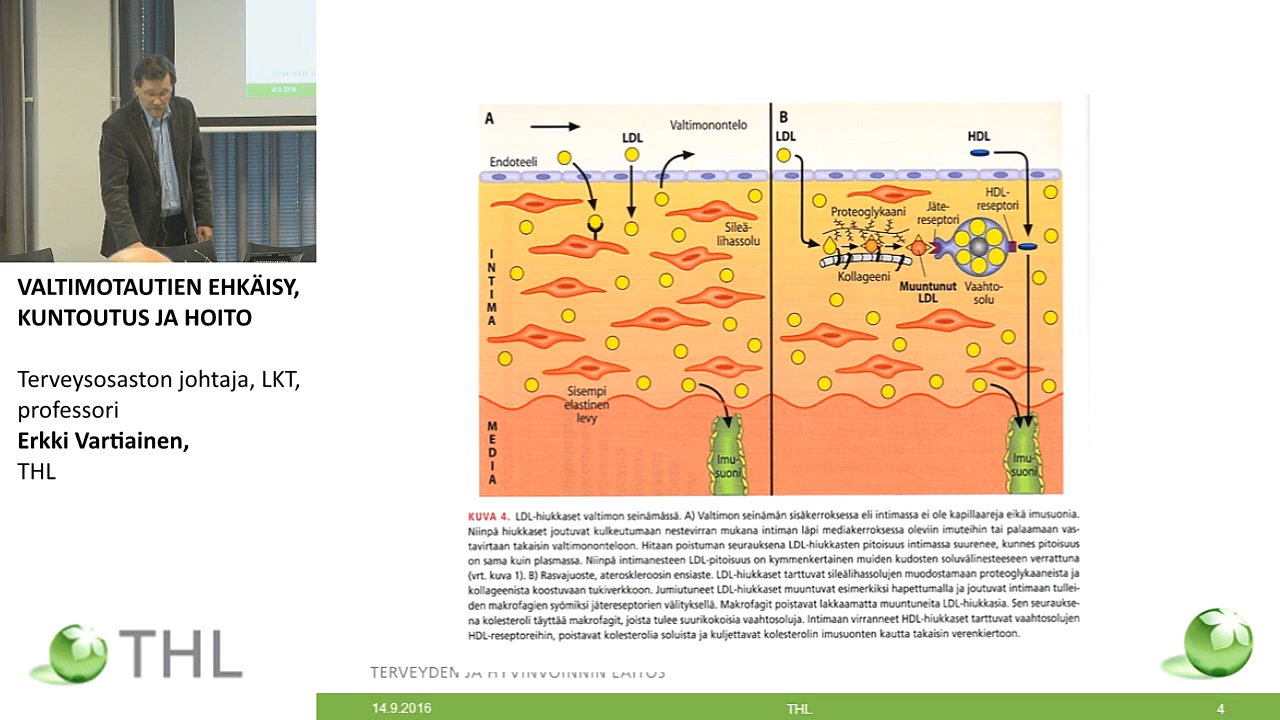 VALTIMOTAUTIEN EHKÄISY,
KUNTOUTUS JA HOITO
Terveysosaston johtaja, LKT,
professori
Erkki Vartiainen,
THL
THL
A
Valtimonontelo
LDL
Endoteeli
Sileä-
lihassolu
INTIMA
Sisempi
elastinen
levy
MEDIA
Imu-
suoni
B
LDL
HDL
HDL-
reseptori
Proteoglykaani
Jäte-
reseptori
Kollageeni
Muuntunut
LDL
Vaahto-
solu
Imu-
suoni
KUVA 4. LDL-hiukkaset valtimon seinämässä. A) Valtimon seinämän sisäkerroksessa eli intimassa ei ole kapillaareja eikä imusuonia.
Niinpä hiukkaset joutuvat kulkeutumaan nestevirran mukana intiman läpi mediakerroksessa oleviin imuteihin tai palaamaan vas-
tavirtaan takaisin valtimononteloon. Hitaan poistuman seurauksena LDL-hiukkasten pitoisuus intimassa suurenee, kunnes pitoisuus
on sama kuin plasmassa. Niinpä intimanesteen LDL-pitoisuus on kymmenkertainen muiden kudosten soluvälinesteeseen verrattuna
(vrt. kuva 1). B) Rasvajuoste, ateroskleroosin ensiaste. LDL-hiukkaset tarttuvat sileälihassolujen muodostamaan proteoglykaaneista ja
kollageenista koostuvaan tukiverkkoon. Jumiutuneet LDL-hiukkaset muuntuvat esimerkiksi hapettumalla ja joutuvat intimaan tullei-
den makrofagien syömiksi jätereseptorien välityksellä. Makrofagit poistavat lakkaamatta muuntuneita LDL-hiukkasia. Sen seuraukse-
na kolesteroli täyttää makrofagit, joista tulee suurikokoisia vaahtosoluja. Intimaan virranneet HDL-hiukkaset tarttuvat vaahtosolujen
HDL-reseptoreihin, poistavat kolesterolia soluista ja kuljettavat kolesterolin imusuonten kautta takaisin verenkiertoon.
TERVEYDEN JA HYVINVOINNIN LAITOS
14.9.2016
THL
4